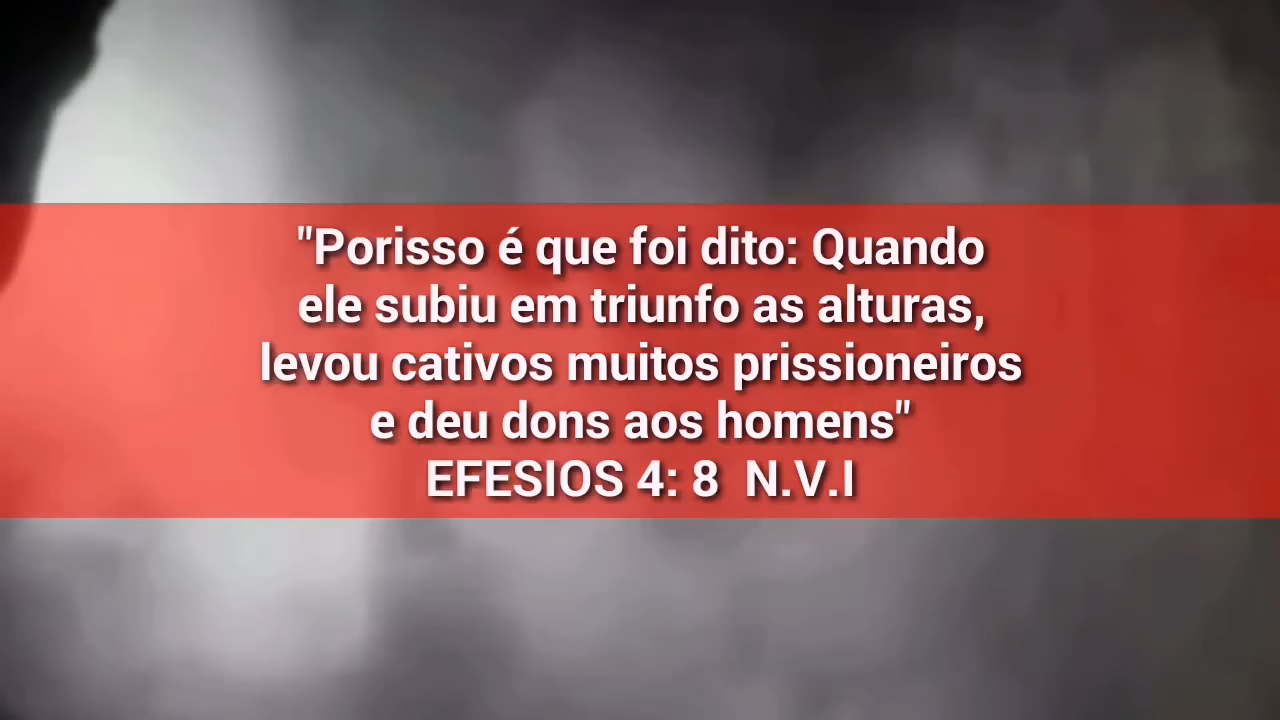 "Porisso é que foi dito: Quando
ele subiu em triunfo as alturas,
levou cativos muitos prissioneiros
e deu dons aos homens"
EFESIOS 4: 8  N.V.I